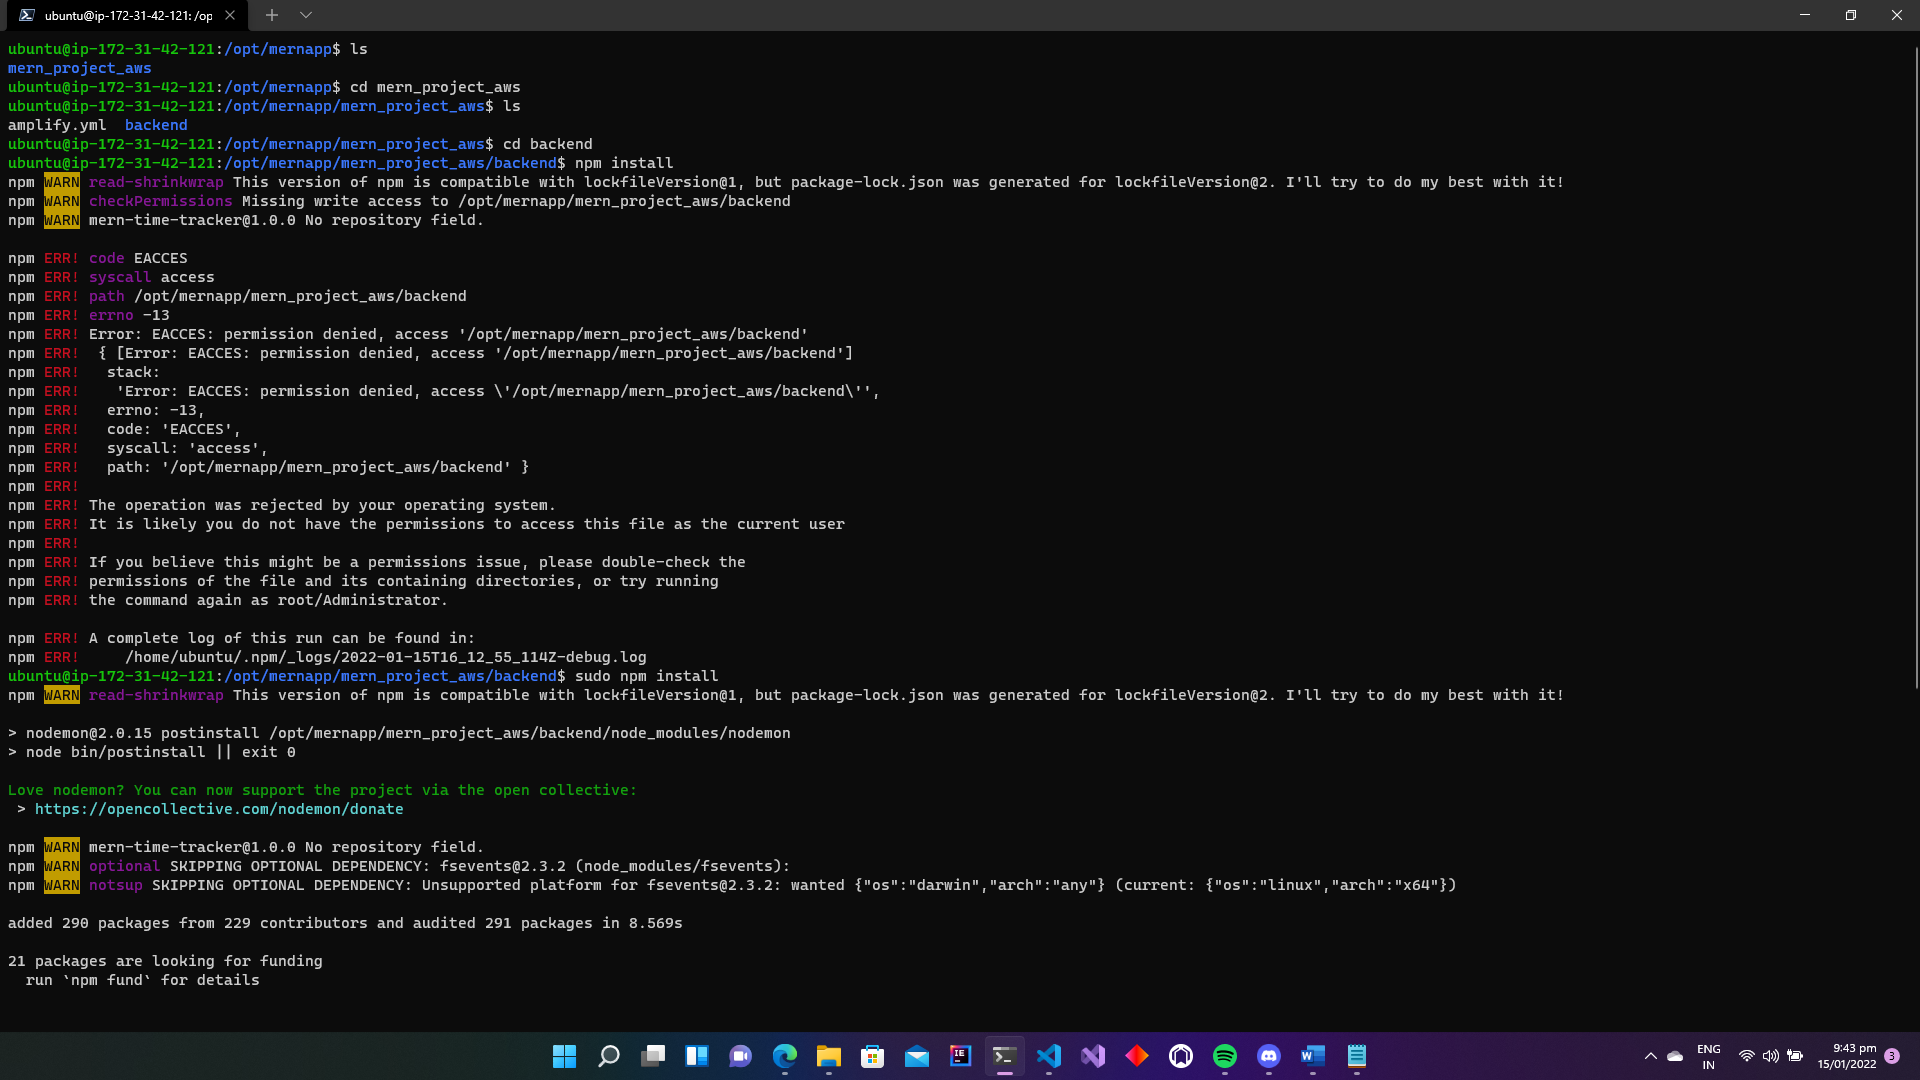 ubuntu@ip-172-31-42-121: /op
ubuntu@ip-172-31-42-121:/opt/mernapp$ ls
mern_project_aws
ubuntu@ip-172-31-42-121:/opt/mernapp$ cd mern_project_aws
ubuntu@ip-172-31-42-121:/opt/mernapp/mern_project_aws$ ls
amplify.yml  backend
ubuntu@ip-172-31-42-121:/opt/mernapp/mern_project_aws$ cd backend
ubuntu@ip-172-31-42-121:/opt/mernapp/mern_project_aws/backend$ npm install
npm WARN read-shrinkwrap This version of npm is compatible with lockfileVersion@1, but package-lock.json was generated for lockfileVersion@2. I'll try to do my best with it!
npm WARN checkPermissions Missing write access to /opt/mernapp/mern_project_aws/backend
npm WARN mern-time-tracker@1.0.0 No repository field.
npm ERR! code EACCES
npm ERR! syscall access
npm ERR! path /opt/mernapp/mern_project_aws/backend
npm ERR! errno -13
npm ERR! Error: EACCES: permission denied, access '/opt/mernapp/mern_project_aws/backend'
npm ERR!  { [Error: EACCES: permission denied, access '/opt/mernapp/mern_project_aws/backend']
npm ERR!   stack:
npm ERR!    'Error: EACCES: permission denied, access \'/opt/mernapp/mern_project_aws/backend\'',
npm ERR!   errno: -13,
npm ERR!   code: 'EACCES',
npm ERR!   syscall: 'access',
npm ERR!   path: '/opt/mernapp/mern_project_aws/backend' }
npm ERR!
npm ERR! The operation was rejected by your operating system.
npm ERR! It is likely you do not have the permissions to access this file as the current user
npm ERR!
npm ERR! If you believe this might be a permissions issue, please double-check the
npm ERR! permissions of the file and its containing directories, or try running
npm ERR! the command again as root/Administrator.
npm ERR! A complete log of this run can be found in:
npm ERR!     /home/ubuntu/.npm/_logs/2022-01-15T16_12_55_114Z-debug.log
ubuntu@ip-172-31-42-121:/opt/mernapp/mern_project_aws/backend$ sudo npm install
npm WARN read-shrinkwrap This version of npm is compatible with lockfileVersion@1, but package-lock.json was generated for lockfileVersion@2. I'll try to do my best with it!
> nodemon@2.0.15 postinstall /opt/mernapp/mern_project_aws/backend/node_modules/nodemon
> node bin/postinstall || exit 0
Love nodemon? You can now support the project via the open collective:
 > https://opencollective.com/nodemon/donate
npm WARN mern-time-tracker@1.0.0 No repository field.
npm WARN optional SKIPPING OPTIONAL DEPENDENCY: fsevents@2.3.2 (node_modules/fsevents):
npm WARN notsup SKIPPING OPTIONAL DEPENDENCY: Unsupported platform for fsevents@2.3.2: wanted {"os":"darwin","arch":"any"} (current: {"os":"linux","arch":"x64"})
added 290 packages from 229 contributors and audited 291 packages in 8.569s
21 packages are looking for funding
  run `npm fund` for details
ENG
IN
9:43 pm
15/01/2022
3